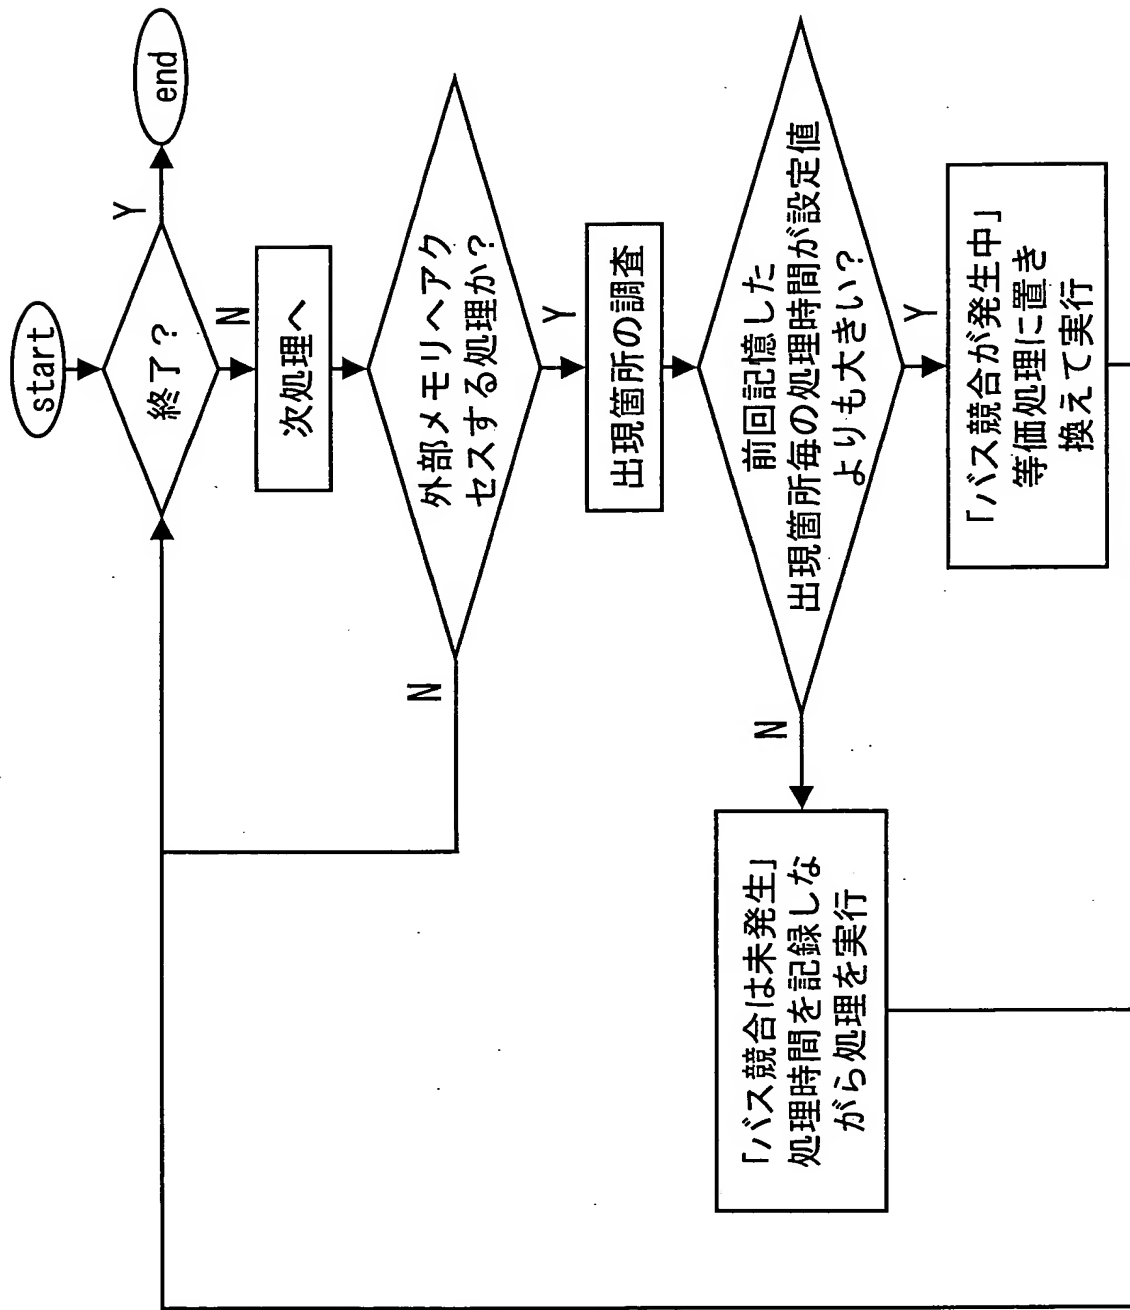 start
終了?
Y
end
N
次処理へ
外部メモリへアク
セスする処理か?
N
Y
出現箇所の調査
前回記憶した
出現箇所毎の処理時間が設定値
よりも大きい?
N
Y
「バス競合は未発生」
処理時間を記録しな
がら処理を実行
「バス競合が発生中」
等価処理に置き
換えて実行